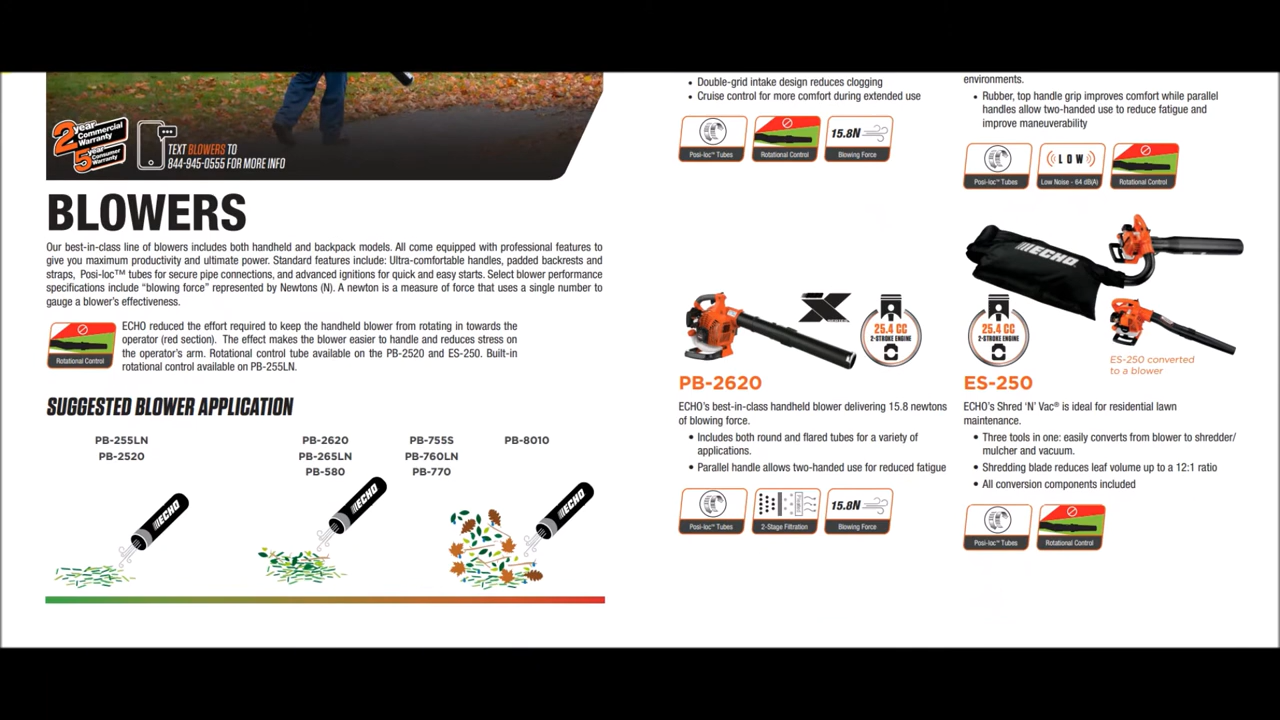 2 year Commercial Warranty
5 Year Consumer Warranty
TEXT BLOWERS TO
844-945-0555 FOR MORE INFO
BLOWERS
Our best-in-class line of blowers includes both handheld and backpack models. All come equipped with professional features to
give you maximum productivity and ultimate power. Standard features include: Ultra-comfortable handles, padded backrests and
straps, Posi-loc™ tubes for secure pipe connections, and advanced ignitions for quick and easy starts. Select blower performance
specifications include “blowing force” represented by Newtons (N). A newton is a measure of force that uses a single number to
gauge a blower’s effectiveness.
Rotational Control
ECHO reduced the effort required to keep the handheld blower from rotating in towards the
operator (red section). The effect makes the blower easier to handle and reduces stress on
the operator’s arm. Rotational control tube available on the PB-2520 and ES-250. Built-in
rotational control available on PB-255LN.
SUGGESTED BLOWER APPLICATION
PB-255LN
PB-2520
PB-2620
PB-265LN
PB-580
PB-755S
PB-760LN
PB-770
PB-8010
ECHO
ECHO
ECHO
• Double-grid intake design reduces clogging
• Cruise control for more comfort during extended use
Posi-loc™ Tubes
Rotational Control
15.8N
Blowing Force
X SERIES
25.4 CC
2-STROKE ENGINE
PB-2620
ECHO’s best-in-class handheld blower delivering 15.8 newtons
of blowing force.
• Includes both round and flared tubes for a variety of
applications.
• Parallel handle allows two-handed use for reduced fatigue
Posi-loc™ Tubes
2-Stage Filtration
15.8N
Blowing Force
environments.
• Rubber, top handle grip improves comfort while parallel
handles allow two-handed use to reduce fatigue and
improve maneuverability
Posi-loc™ Tubes
LOW
Low Noise - 64 dB(A)
Rotational Control
ECHO
25.4 CC
2-STROKE ENGINE
ES-250 converted
to a blower
ES-250
ECHO’s Shred ‘N’ Vac® is ideal for residential lawn
maintenance.
• Three tools in one: easily converts from blower to shredder/
mulcher and vacuum.
• Shredding blade reduces leaf volume up to a 12:1 ratio
• All conversion components included
Posi-loc™ Tubes
Rotational Control